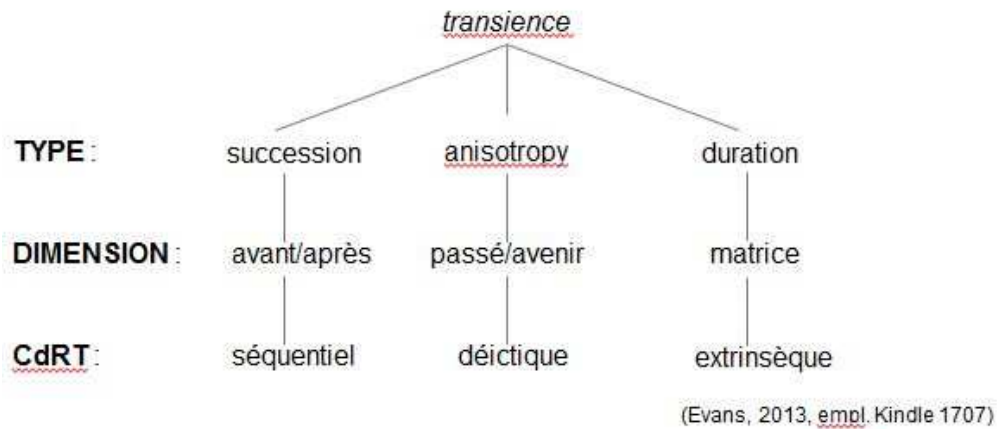 transience
TYPE : succession anisotropy duration
DIMENSION : avant/après passé/avenir matrice
CdRT : séquentiel déictique extrinsèque
(Evans, 2013, empl. Kindle 1707)